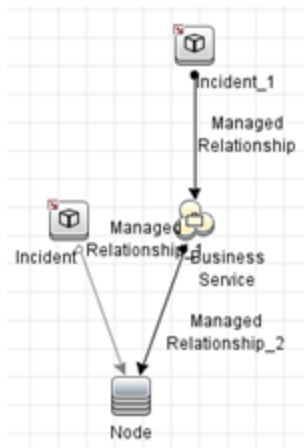 Incident_1
Managed
Relationship
Incident
Managed
Relationship_1
Business
Service
Managed
Relationship_2
Node